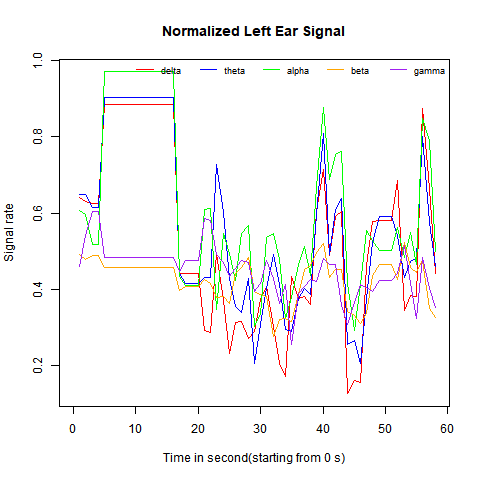 Normalized Left Ear Signal
delta theta alpha beta gamma
Signal rate
1.0
0.8
0.6
0.4
0.2
0 10 20 30 40 50 60
Time in second(starting from 0 s)